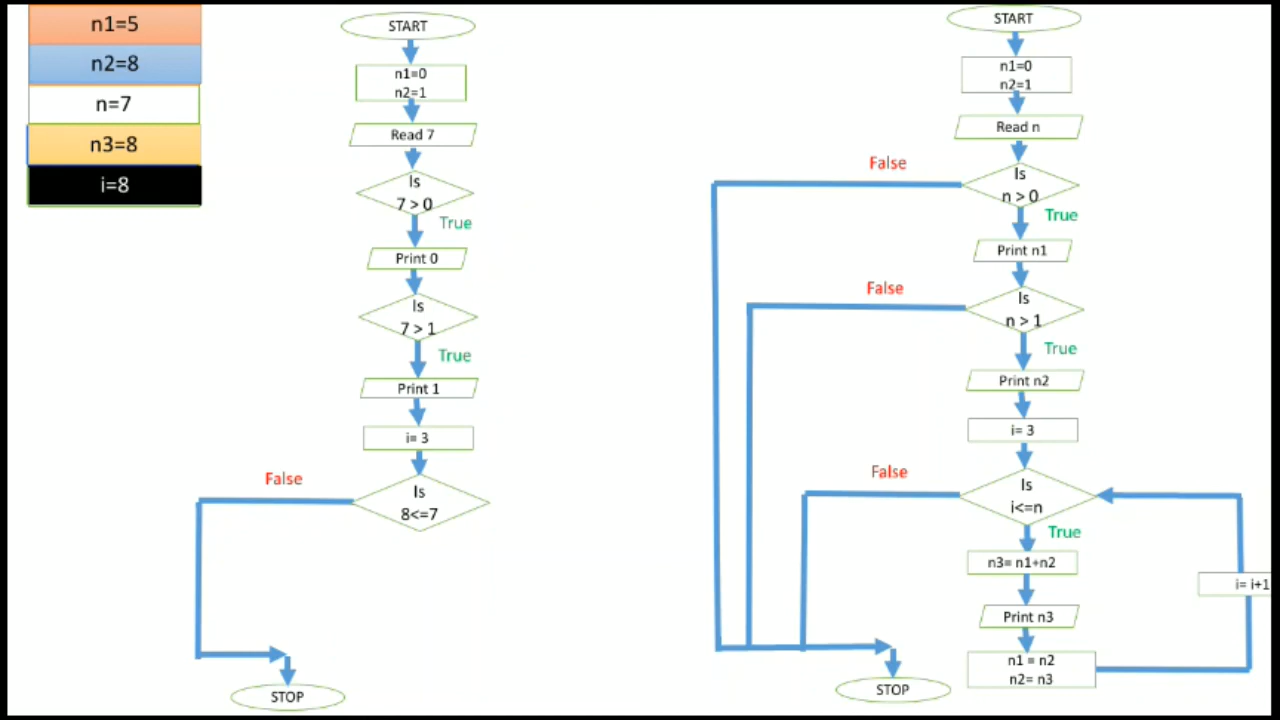 n1=5
n2=8
n=7
n3=8
i=8
START
n1=0
n2=1
Read 7
Is
7 > 0
True
Print 0
Is
7 > 1
True
Print 1
i= 3
False
Is
8<=7
STOP
START
n1=0
n2=1
Read n
False
Is
n > 0
True
Print n1
False
Is
n > 1
True
Print n2
i= 3
False
Is
i<=n
True
n3= n1+n2
i= i+1
Print n3
n1 = n2
n2= n3
STOP